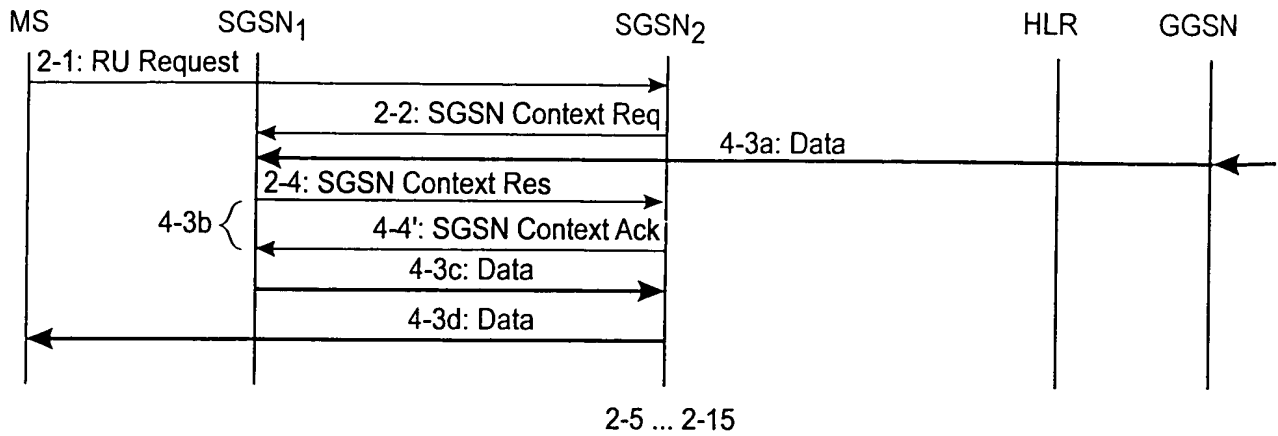 MS SGSN1 SGSN2 HLR GGSN
2-1: RU Request
2-2: SGSN Context Req
4-3a: Data
2-4: SGSN Context Res
4-3b
4-4': SGSN Context Ack
4-3c: Data
4-3d: Data
2-5 ... 2-15